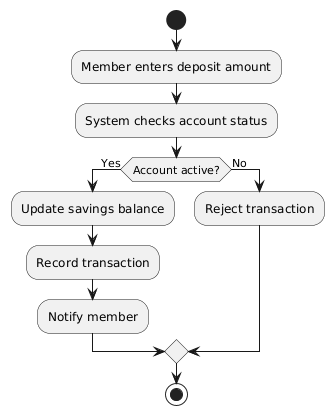 Member enters deposit amount
System checks account status
Account active?
Yes
No
Update savings balance
Reject transaction
Record transaction
Notify member